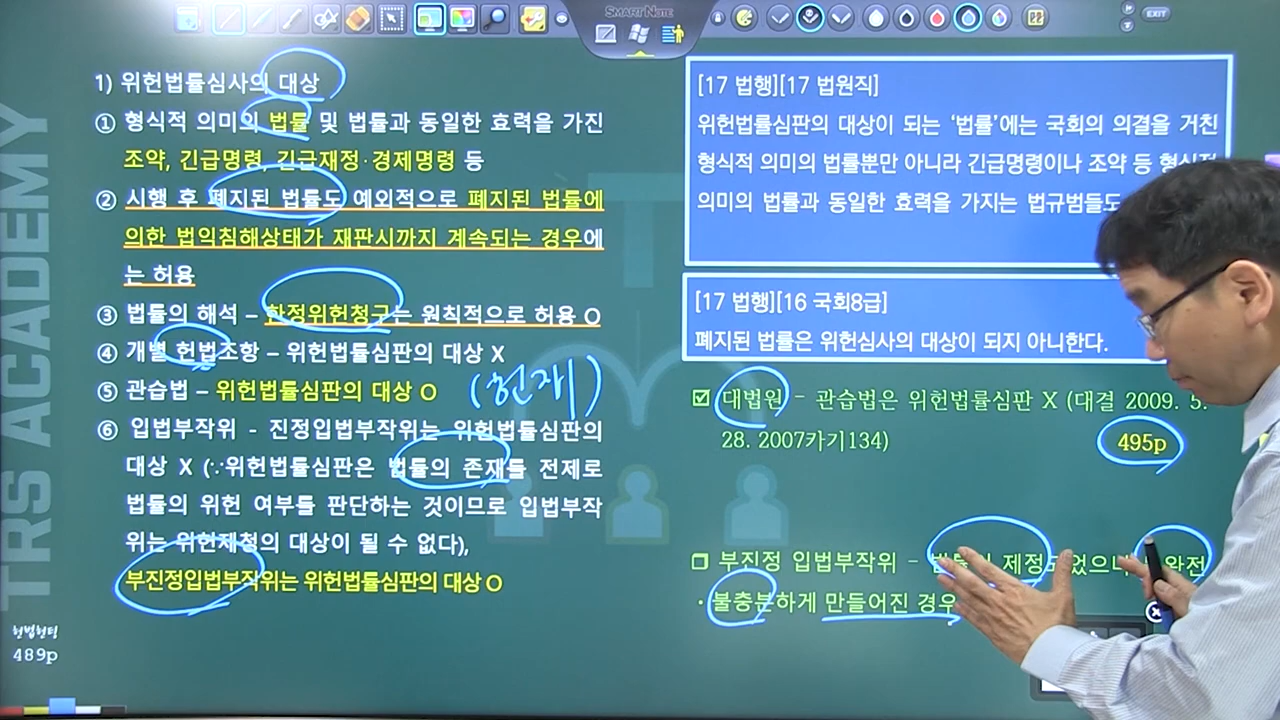 SMART NOTE
EXIT
TRS ACADEMY
1) 위헌법률심사의 대상
① 형식적 의미의 법률 및 법률과 동일한 효력을 가진
조약, 긴급명령, 긴급재정·경제명령 등
② 시행 후 폐지된 법률도 예외적으로 폐지된 법률에
의한 법익침해상태가 재판시까지 계속되는 경우에
는 허용
③ 법률의 해석 – 한정위헌청구는 원칙적으로 허용 O
④ 개별 헌법조항 – 위헌법률심판의 대상 X
⑤ 관습법 – 위헌법률심판의 대상 O (헌재)
⑥ 입법부작위 - 진정입법부작위는 위헌법률심판의
대상 X (∵위헌법률심판은 법률의 존재를 전제로
법률의 위헌 여부를 판단하는 것이므로 입법부작
위는 위헌제청의 대상이 될 수 없다),
부진정입법부작위는 위헌법률심판의 대상 O
489p
[17 법행][17 법원직]
위헌법률심판의 대상이 되는 ‘법률’에는 국회의 의결을 거친
형식적 의미의 법률뿐만 아니라 긴급명령이나 조약 등 형식적
의미의 법률과 동일한 효력을 가지는 법규범들도
[17 법행][16 국회8급]
폐지된 법률은 위헌심사의 대상이 되지 아니한다.
☑ 대법원 - 관습법은 위헌법률심판 X (대결 2009. 5.
28. 2007카기134)
495p
❒ 부진정 입법부작위 - 제정되었으나 완전
· 불충분하게 만들어진 경우